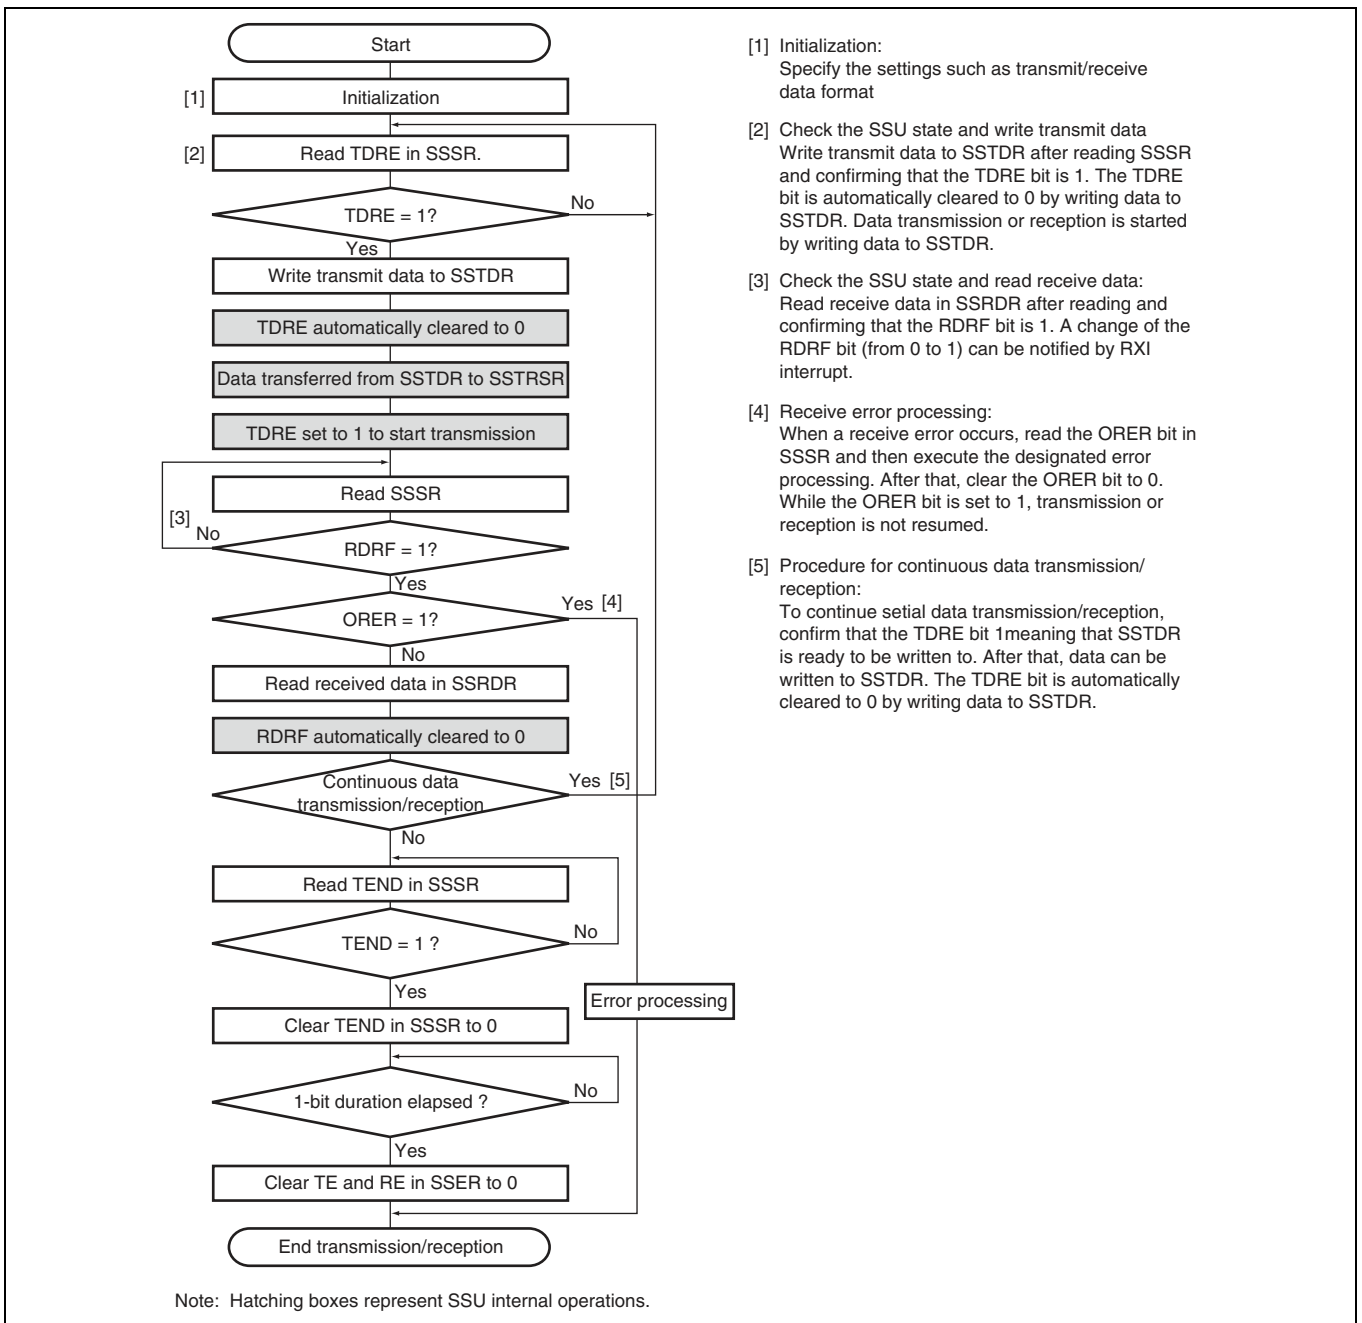 Start
[1] Initialization
[2] Read TDRE in SSSR.
TDRE = 1?
No
Yes
Write transmit data to SSTDR
TDRE automatically cleared to 0
Data transferred from SSTDR to SSTRSR
TDRE set to 1 to start transmission
Read SSSR
[3]
No
RDRF = 1?
Yes
ORER = 1?
Yes [4]
No
Read received data in SSRDR
RDRF automatically cleared to 0
Continuous data
transmission/reception
Yes [5]
No
Read TEND in SSSR
TEND = 1 ?
No
Yes
Error processing
Clear TEND in SSSR to 0
1-bit duration elapsed ?
No
Yes
Clear TE and RE in SSER to 0
End transmission/reception
[1] Initialization:
Specify the settings such as transmit/receive
data format
[2] Check the SSU state and write transmit data
Write transmit data to SSTDR after reading SSSR
and confirming that the TDRE bit is 1. The TDRE
bit is automatically cleared to 0 by writing data to
SSTDR. Data transmission or reception is started
by writing data to SSTDR.
[3] Check the SSU state and read receive data:
Read receive data in SSRDR after reading and
confirming that the RDRF bit is 1. A change of the
RDRF bit (from 0 to 1) can be notified by RXI
interrupt.
[4] Receive error processing:
When a receive error occurs, read the ORER bit in
SSSR and then execute the designated error
processing. After that, clear the ORER bit to 0.
While the ORER bit is set to 1, transmission or
reception is not resumed.
[5] Procedure for continuous data transmission/
reception:
To continue setial data transmission/reception,
confirm that the TDRE bit 1meaning that SSTDR
is ready to be written to. After that, data can be
written to SSTDR. The TDRE bit is automatically
cleared to 0 by writing data to SSTDR.
Note: Hatching boxes represent SSU internal operations.